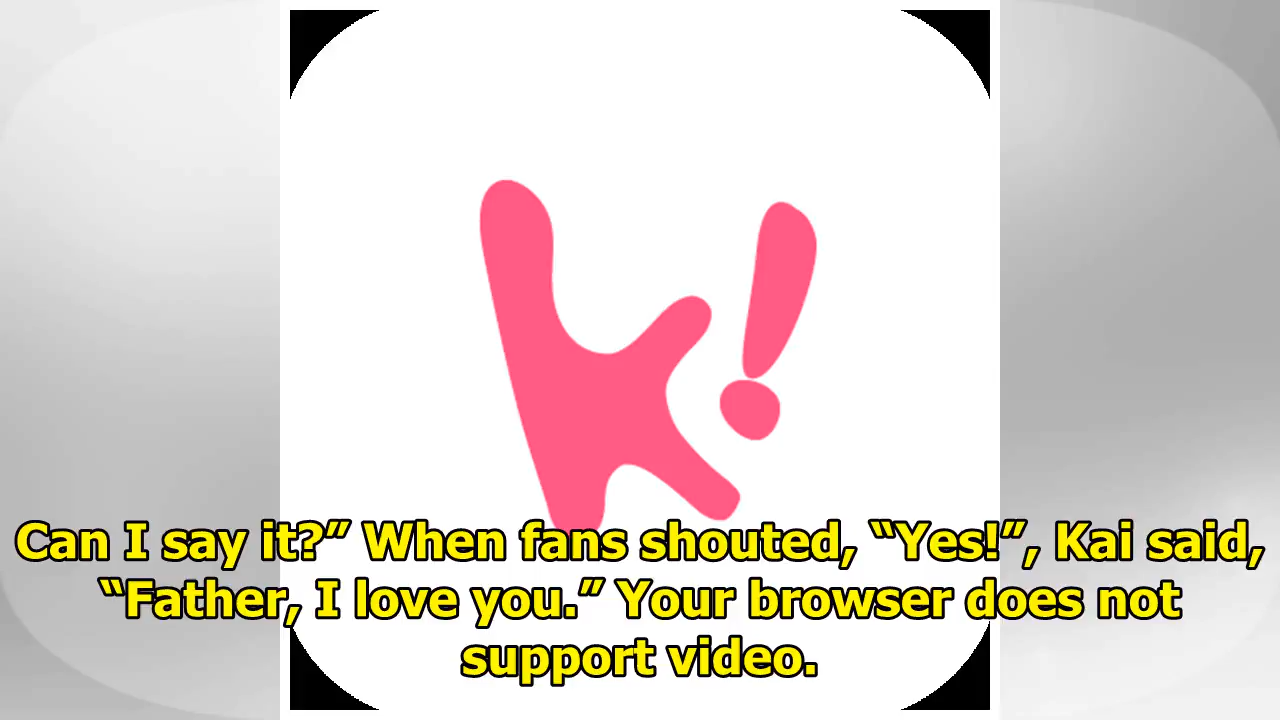 k!
Can I say it?” When fans shouted, “Yes!”, Kai said,
“Father, I love you.” Your browser does not
support video.